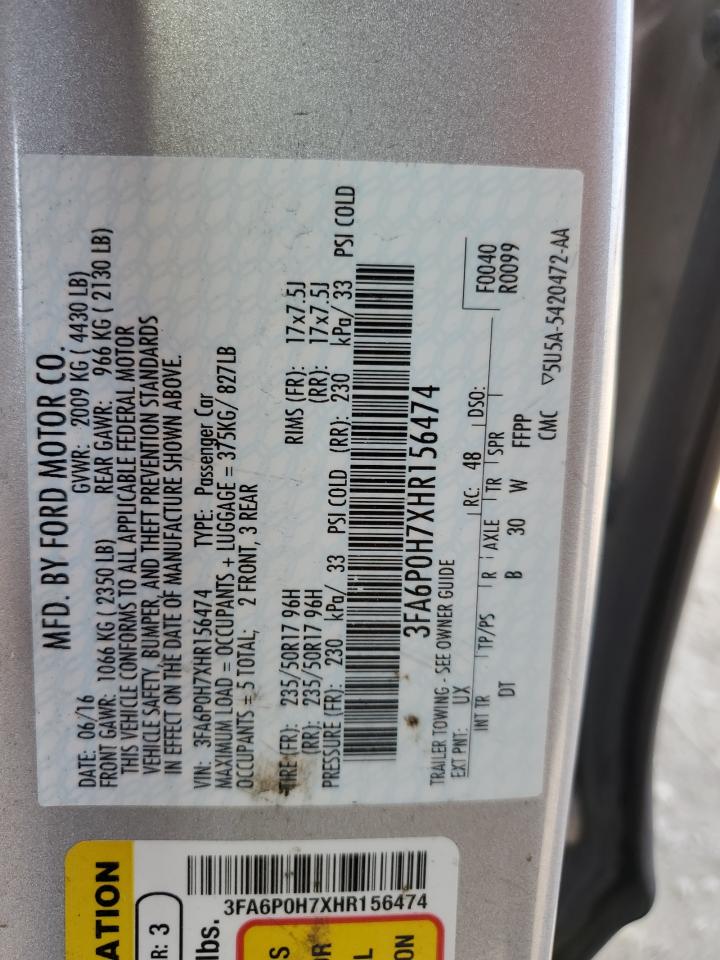 MFD. BY FORD MOTOR CO.
DATE: 06/16 GVWR: 2009 KG ( 4430 LB)
FRONT GAWR: 1066 KG ( 2350 LB) REAR GAWR: 966 KG ( 2130 LB)
THIS VEHICLE CONFORMS TO ALL APPLICABLE FEDERAL MOTOR
VEHICLE SAFETY, BUMPER, AND THEFT PREVENTION STANDARDS
IN EFFECT ON THE DATE OF MANUFACTURE SHOWN ABOVE.
VIN: 3FA6P0H7XHR156474 TYPE: Passenger Car
MAXIMUM LOAD = OCCUPANTS + LUGGAGE = 375KG/ 827LB
OCCUPANTS = 5 TOTAL; 2 FRONT, 3 REAR
TIRE (FR): 235/50R17 96H RIMS (FR): 17x7.5J
(RR): 235/50R17 96H (RR): 17x7.5J
PRESSURE (FR): 230 kPa/ 33 PSI COLD (RR): 230 kPa/ 33 PSI COLD
3FA6P0H7XHR156474
TRAILER TOWING - SEE OWNER GUIDE
EXT PNT: UX RC: 48 DSO: F0040
R0099
INT TR TP/PS R AXLE TR SPR
DT B 30 W FFPP
CMC ▽5U5A-5420472-AA
ATION
R: 3
lbs.
3FA6P0H7XHR156474
S
OR
L
ON